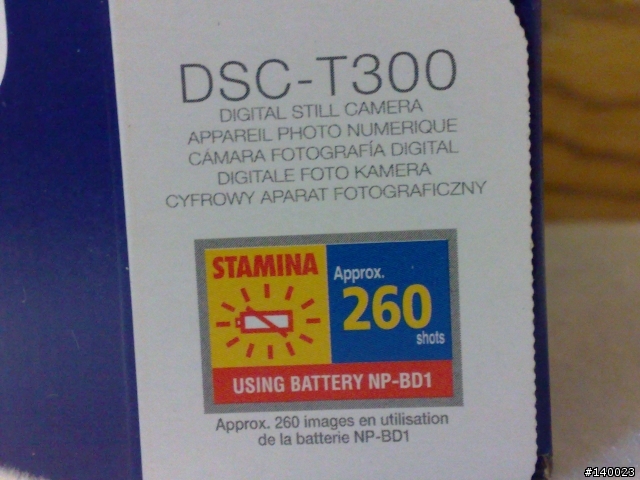 DSC-T300
DIGITAL STILL CAMERA
APPAREIL PHOTO NUMERIQUE
CÁMARA FOTOGRAFÍA DIGITAL
DIGITALE FOTO KAMERA
CYFROWY APARAT FOTOGRAFICZNY
STAMINA
Approx.
260
shots
USING BATTERY NP-BD1
Approx. 260 images en utilisation
de la batterie NP-BD1
#140023